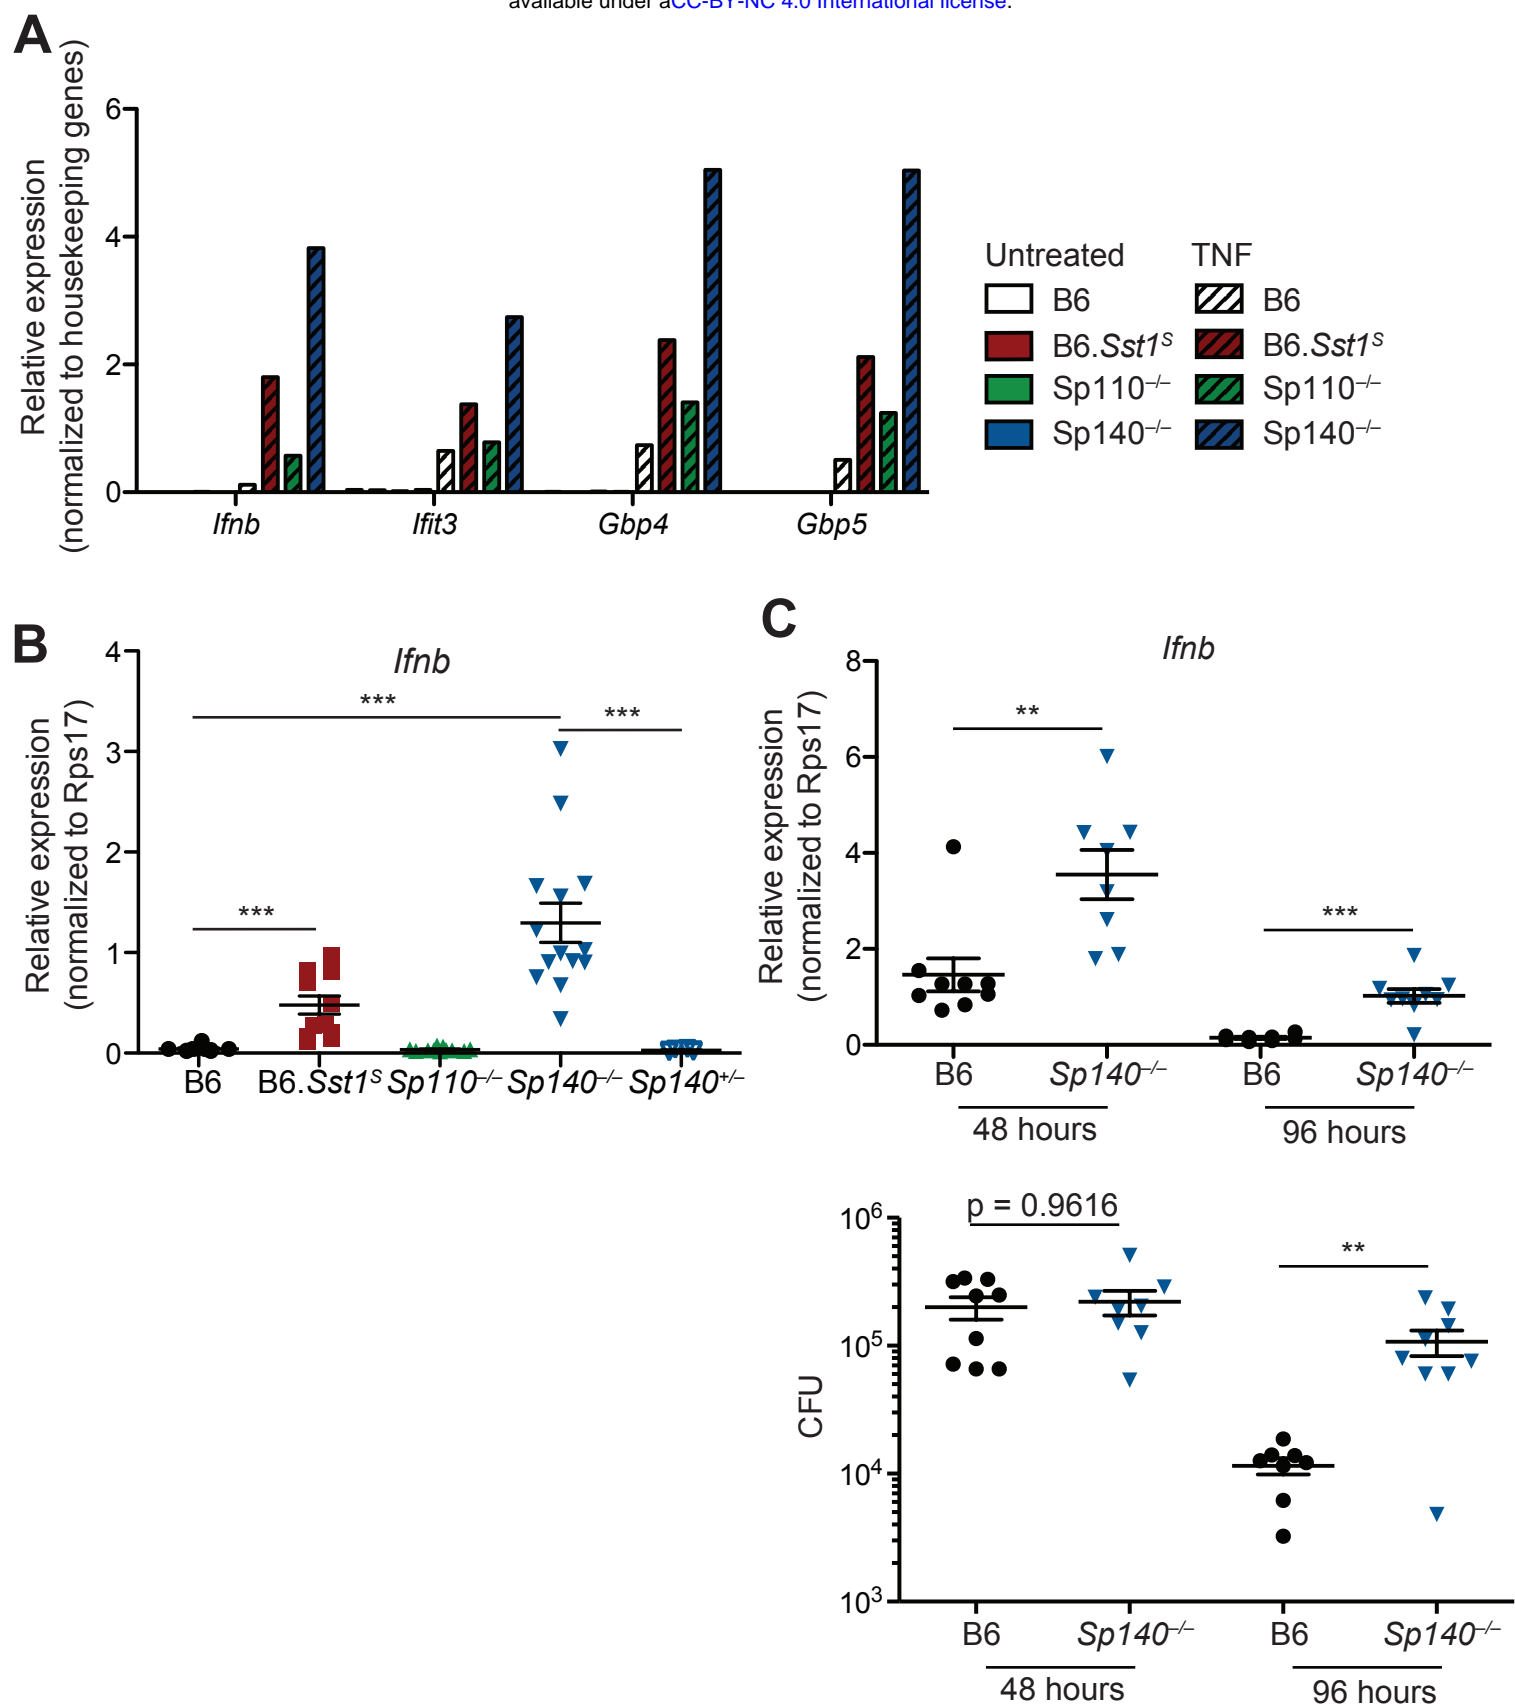 available under aCC-BY-NC 4.0 International license.
A
Relative expression
(normalized to housekeeping genes)
6
4
2
0
Ifnb
Ifit3
Gbp4
Gbp5
Untreated
TNF
B6
B6
B6.Sst1ˢ
B6.Sst1ˢ
Sp110–/–
Sp110–/–
Sp140–/–
Sp140–/–
B
Ifnb
Relative expression
(normalized to Rps17)
4
3
2
1
0
***
***
***
B6
B6.Sst1ˢ
Sp110–/–
Sp140–/–
Sp140+/–
C
Ifnb
Relative expression
(normalized to Rps17)
8
6
4
2
0
**
***
B6
Sp140–/–
B6
Sp140–/–
48 hours
96 hours
p = 0.9616
**
CFU
10⁶
10⁵
10⁴
10³
B6
Sp140–/–
B6
Sp140–/–
48 hours
96 hours